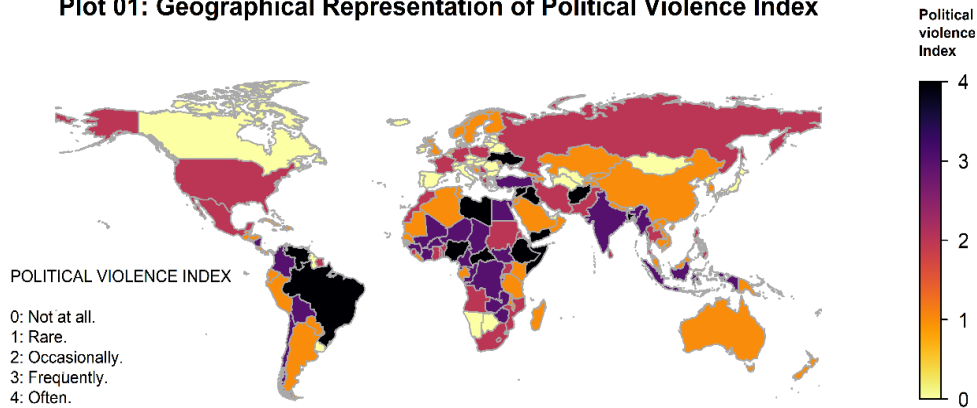 Plot 01: Geographical Representation of Political Violence Index
Political
violence
Index
4
3
2
1
0
POLITICAL VIOLENCE INDEX
0: Not at all.
1: Rare.
2: Occasionally.
3: Frequently.
4: Often.